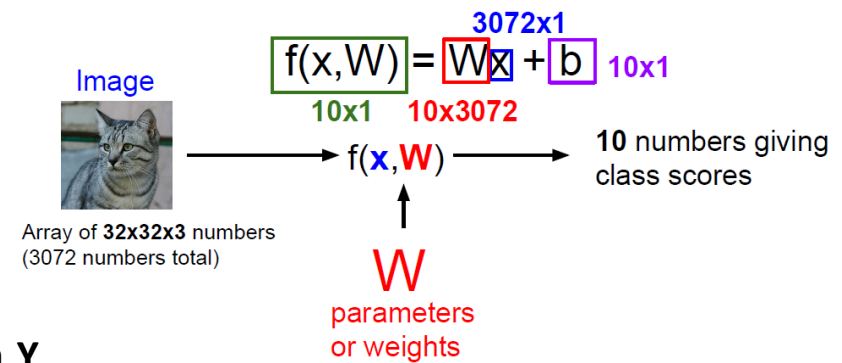 3072x1
f(x,W) = Wx + b 10x1
Image
10x1 10x3072
f(x,W)
10 numbers giving
class scores
Array of 32x32x3 numbers
(3072 numbers total)
W
parameters
or weights